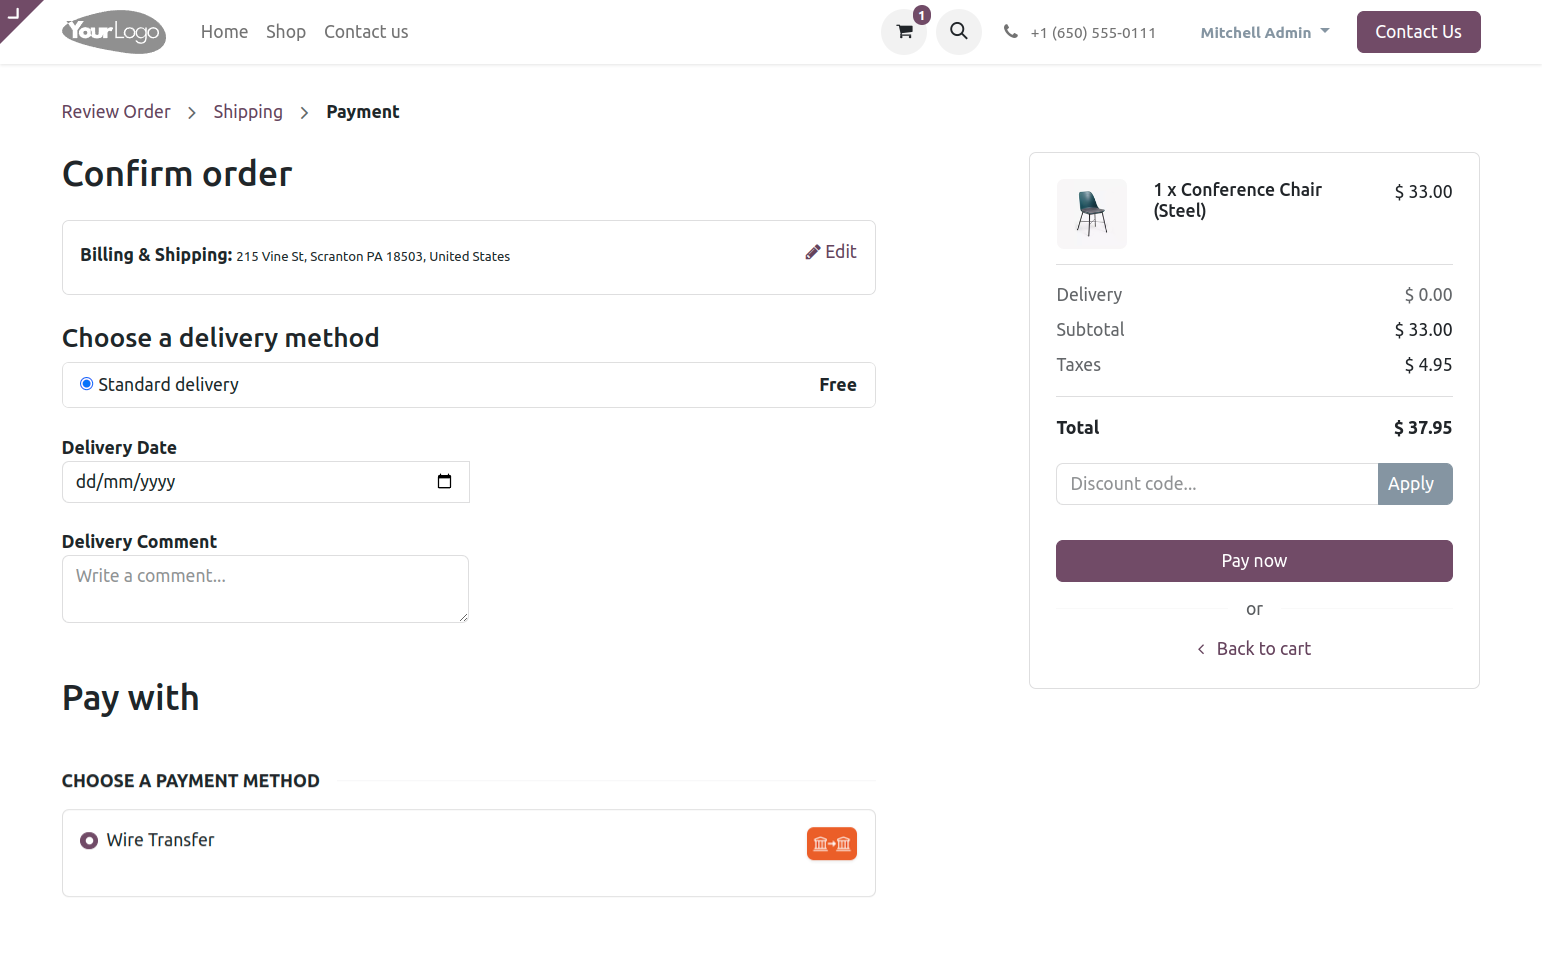 YourLogo
Home Shop Contact us
1
+1 (650) 555-0111
Mitchell Admin
Contact Us
Review Order > Shipping > Payment
Confirm order
Billing & Shipping: 215 Vine St, Scranton PA 18503, United States
Edit
Choose a delivery method
Standard delivery Free
Delivery Date
dd/mm/yyyy
Delivery Comment
Write a comment...
Pay with
CHOOSE A PAYMENT METHOD
Wire Transfer
1 x Conference Chair $ 33.00
(Steel)
Delivery $ 0.00
Subtotal $ 33.00
Taxes $ 4.95
Total $ 37.95
Discount code... Apply
Pay now
or
< Back to cart